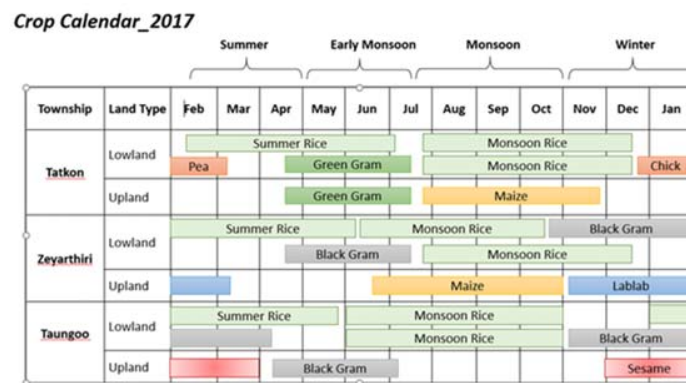 Crop Calendar_2017
Summer Early Monsoon Monsoon Winter
Township Land Type Feb Mar Apr May Jun Jul Aug Sep Oct Nov Dec Jan
Tatkon
Lowland
Summer Rice Monsoon Rice
Pea Green Gram Monsoon Rice Chick
Upland Green Gram Maize
Zeyarthiri
Lowland
Summer Rice Monsoon Rice Black Gram
Black Gram Monsoon Rice
Upland Maize Lablab
Taungoo
Lowland
Summer Rice Monsoon Rice
Monsoon Rice Black Gram
Upland Black Gram Sesame